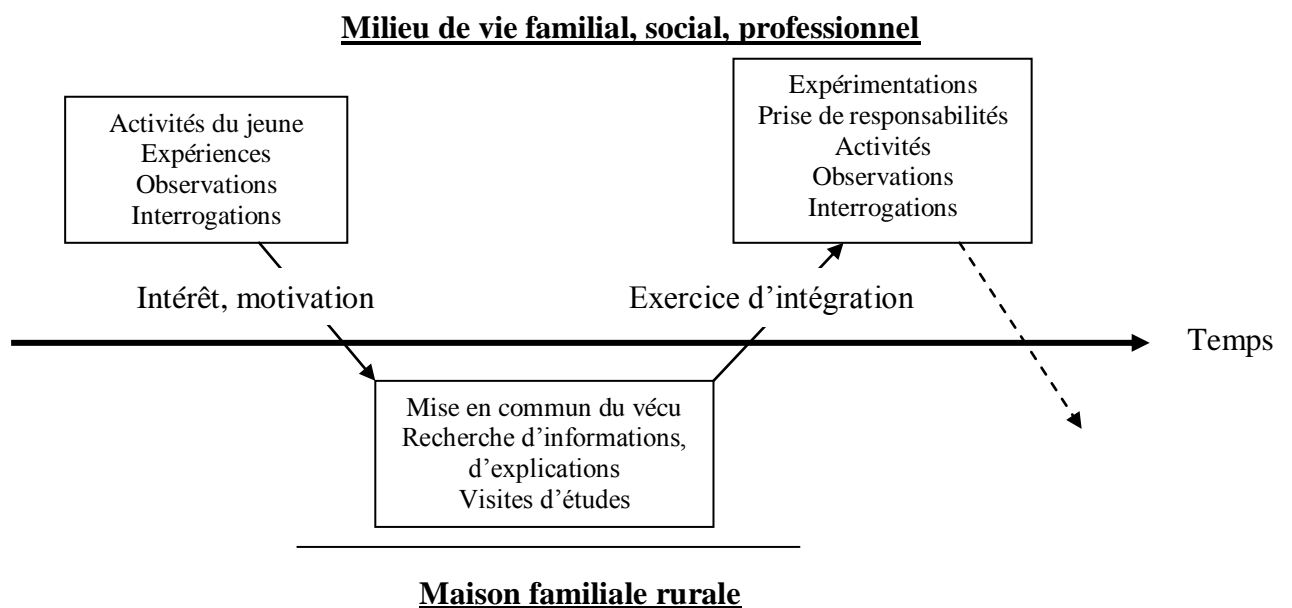 Milieu de vie familial, social, professionnel
Activités du jeune
Expériences
Observations
Interrogations
Expérimentations
Prise de responsabilités
Activités
Observations
Interrogations
Intérêt, motivation
Exercice d’intégration
Temps
Mise en commun du vécu
Recherche d’informations,
d’explications
Visites d’études
Maison familiale rurale